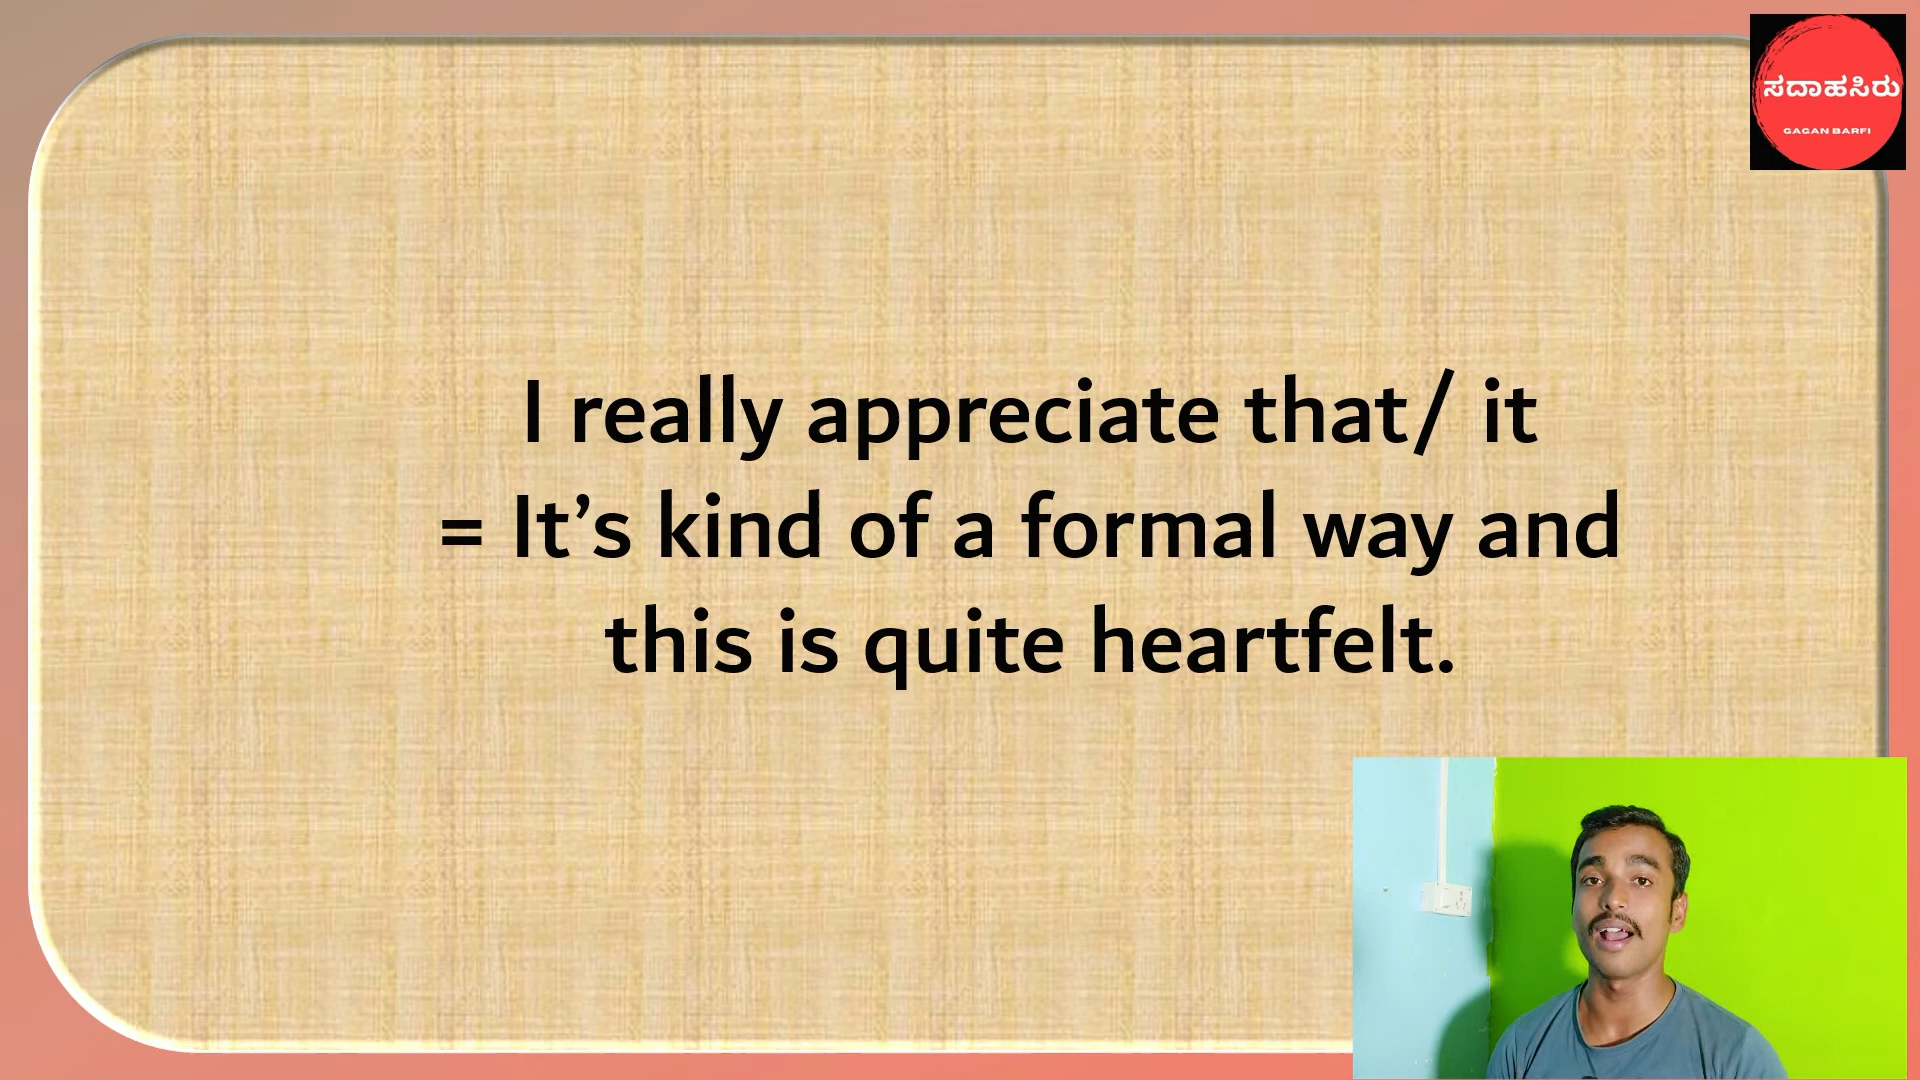 ಸದಾಹಸಿರು
GAGAN BARFI
I really appreciate that/ it
= It’s kind of a formal way and
this is quite heartfelt.